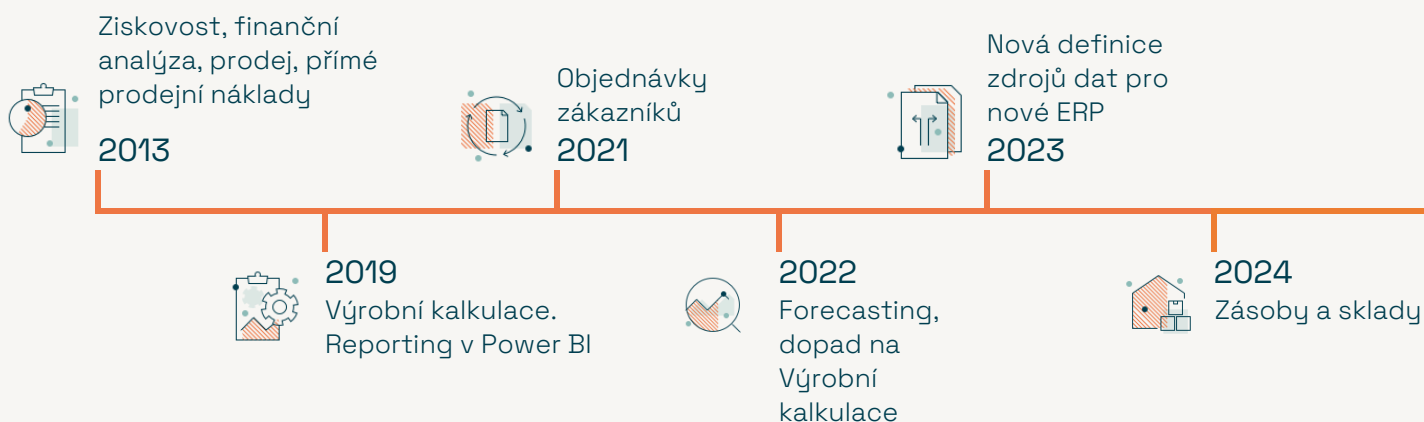 Ziskovost, finanční
analýza, prodej, přímé
prodejní náklady
2013
2019
Výrobní kalkulace.
Reporting v Power BI
Objednávky
zákazníků
2021
2022
Forecasting,
dopad na
Výrobní
kalkulace
Nová definice
zdrojů dat pro
nové ERP
2023
2024
Zásoby a sklady